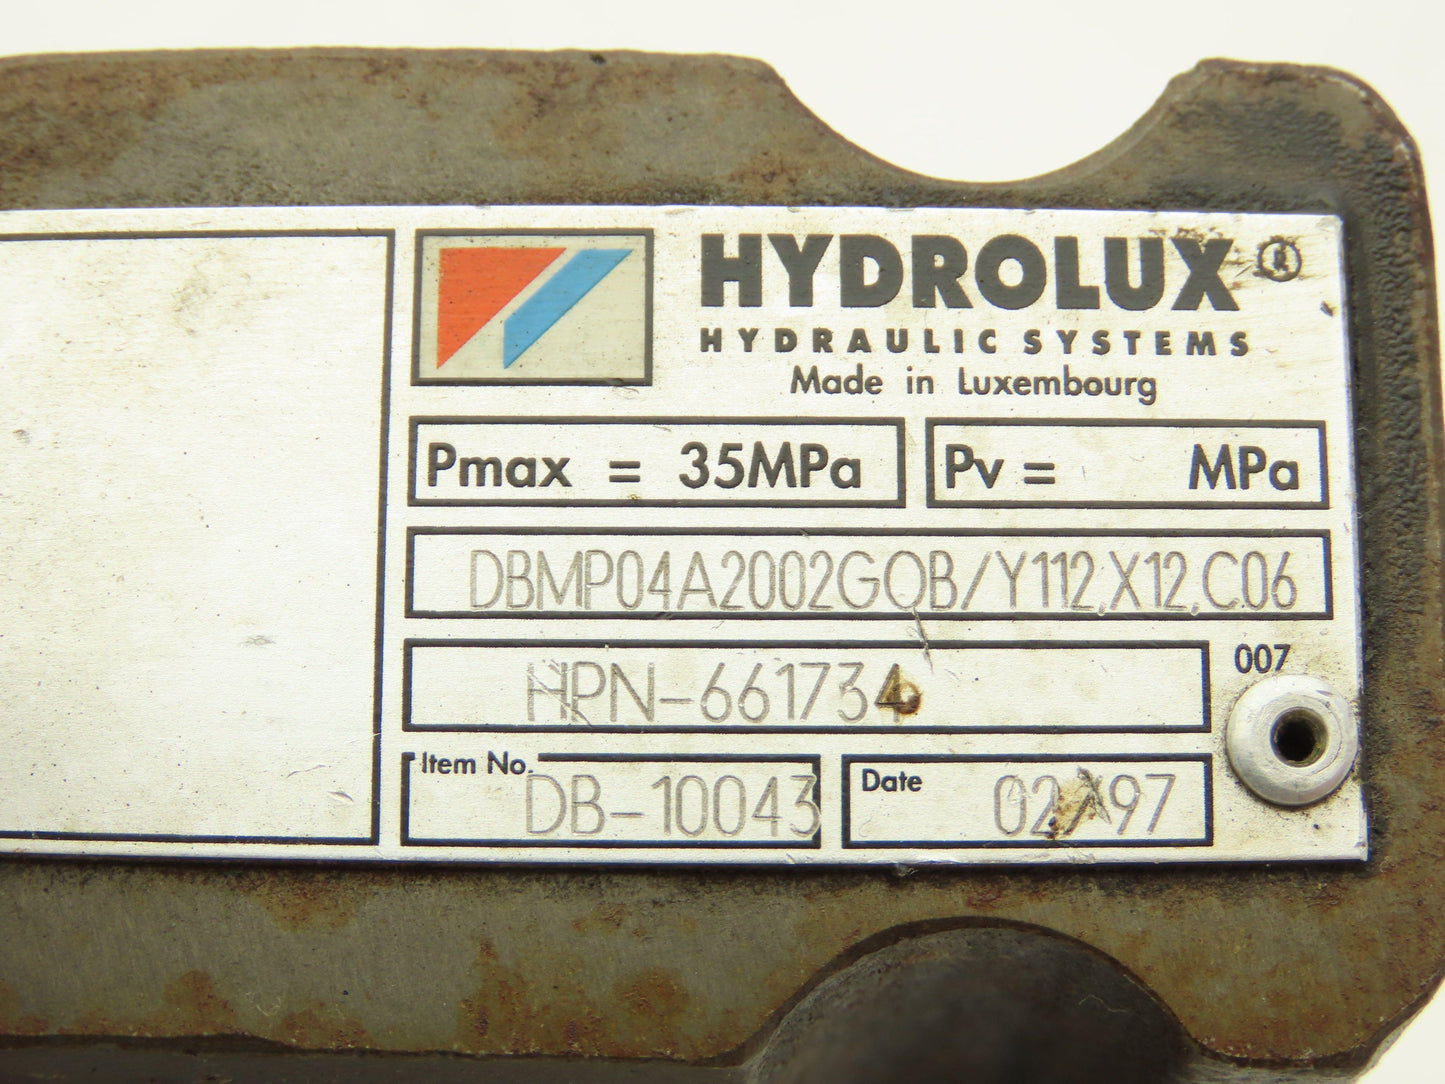 HYDROLUX ®
HYDRAULIC SYSTEMS
Made in Luxembourg
Pmax = 35MPa
Pv = MPa
DBMP04A2002GOB/Y112,X12,C06
HPN-661734
007
Item No. DB-10043
Date 02/97